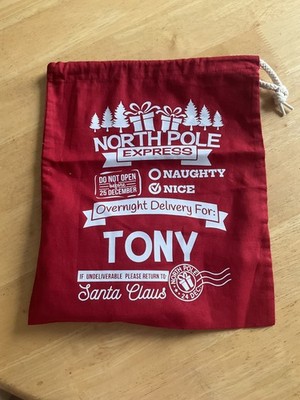 NORTH POLE
EXPRESS
DO NOT OPEN
BEFORE
25 DECEMBER
NAUGHTY
NICE
Overnight Delivery For:
TONY
IF UNDELIVERABLE PLEASE RETURN TO
Santa Claus
NORTH POLE
24 DEC